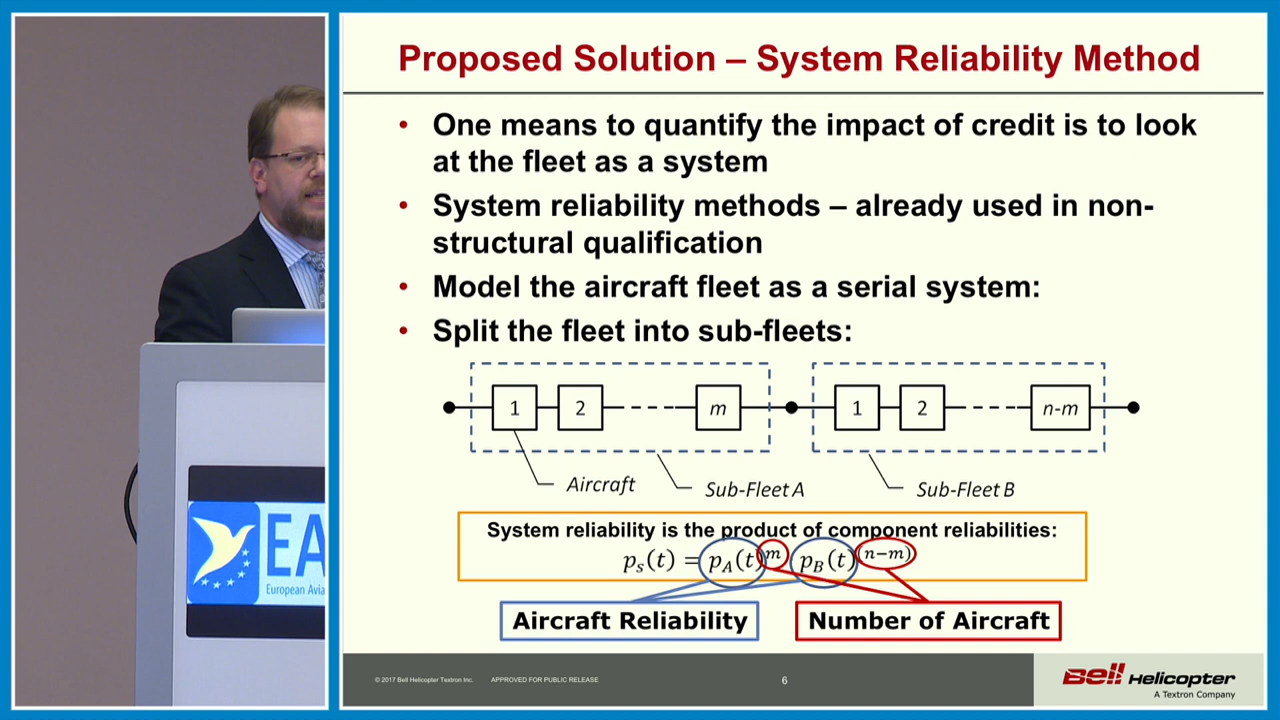 Proposed Solution – System Reliability Method
• One means to quantify the impact of credit is to look
at the fleet as a system
• System reliability methods – already used in non-
structural qualification
• Model the aircraft fleet as a serial system:
• Split the fleet into sub-fleets:
1 2 m 1 2 n-m
Aircraft Sub-Fleet A Sub-Fleet B
System reliability is the product of component reliabilities:
pₛ(t) = p_A(t)^m p_B(t)^(n−m)
Aircraft Reliability Number of Aircraft
EA
European Avia
© 2017 Bell Helicopter Textron Inc. APPROVED FOR PUBLIC RELEASE 6
Bell Helicopter
A Textron Company